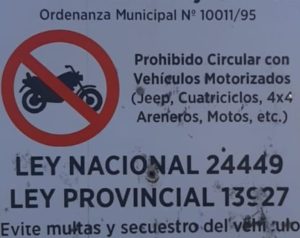 Ordenanza Municipal Nº 10011/95
Prohibido Circular con
Vehículos Motorizados
(Jeep, Cuatriciclos, 4x4
Areneros, Motos, etc.)
LEY NACIONAL 24449
LEY PROVINCIAL 13927
Evite multas y secuestro del vehículo